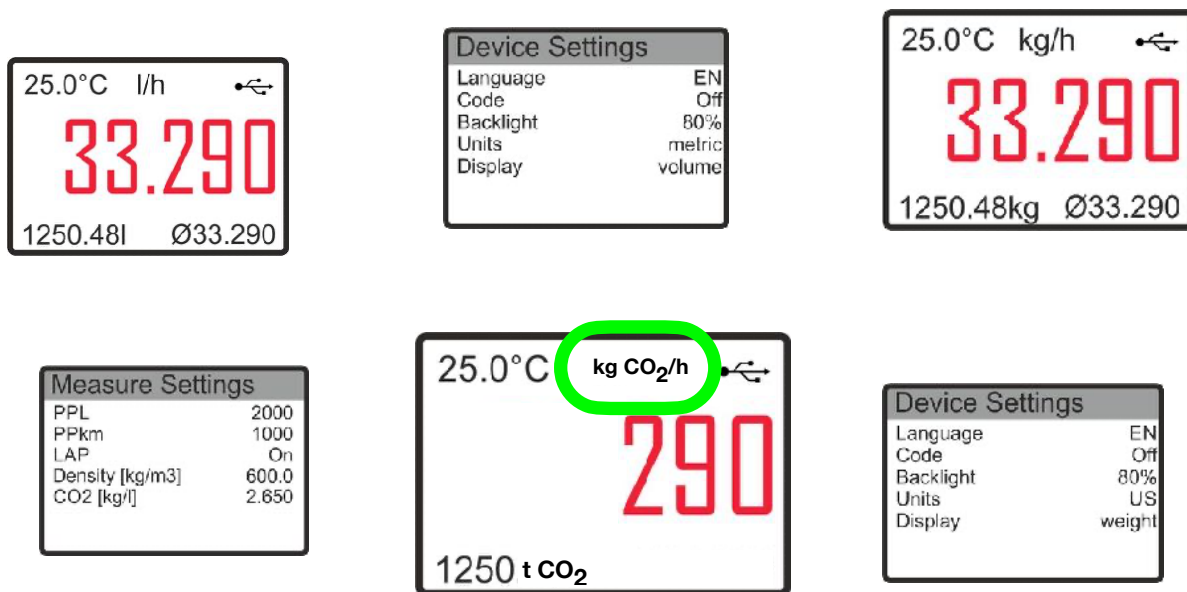 25.0°C l/h
33.290
1250.48l Ø33.290
Device Settings
Language EN
Code Off
Backlight 80%
Units metric
Display volume
25.0°C kg/h
33.290
1250.48kg Ø33.290
Measure Settings
PPL 2000
PPkm 1000
LAP On
Density [kg/m3] 600.0
CO2 [kg/l] 2.650
25.0°C kg CO₂/h
290
1250 t CO₂
Device Settings
Language EN
Code Off
Backlight 80%
Units US
Display weight